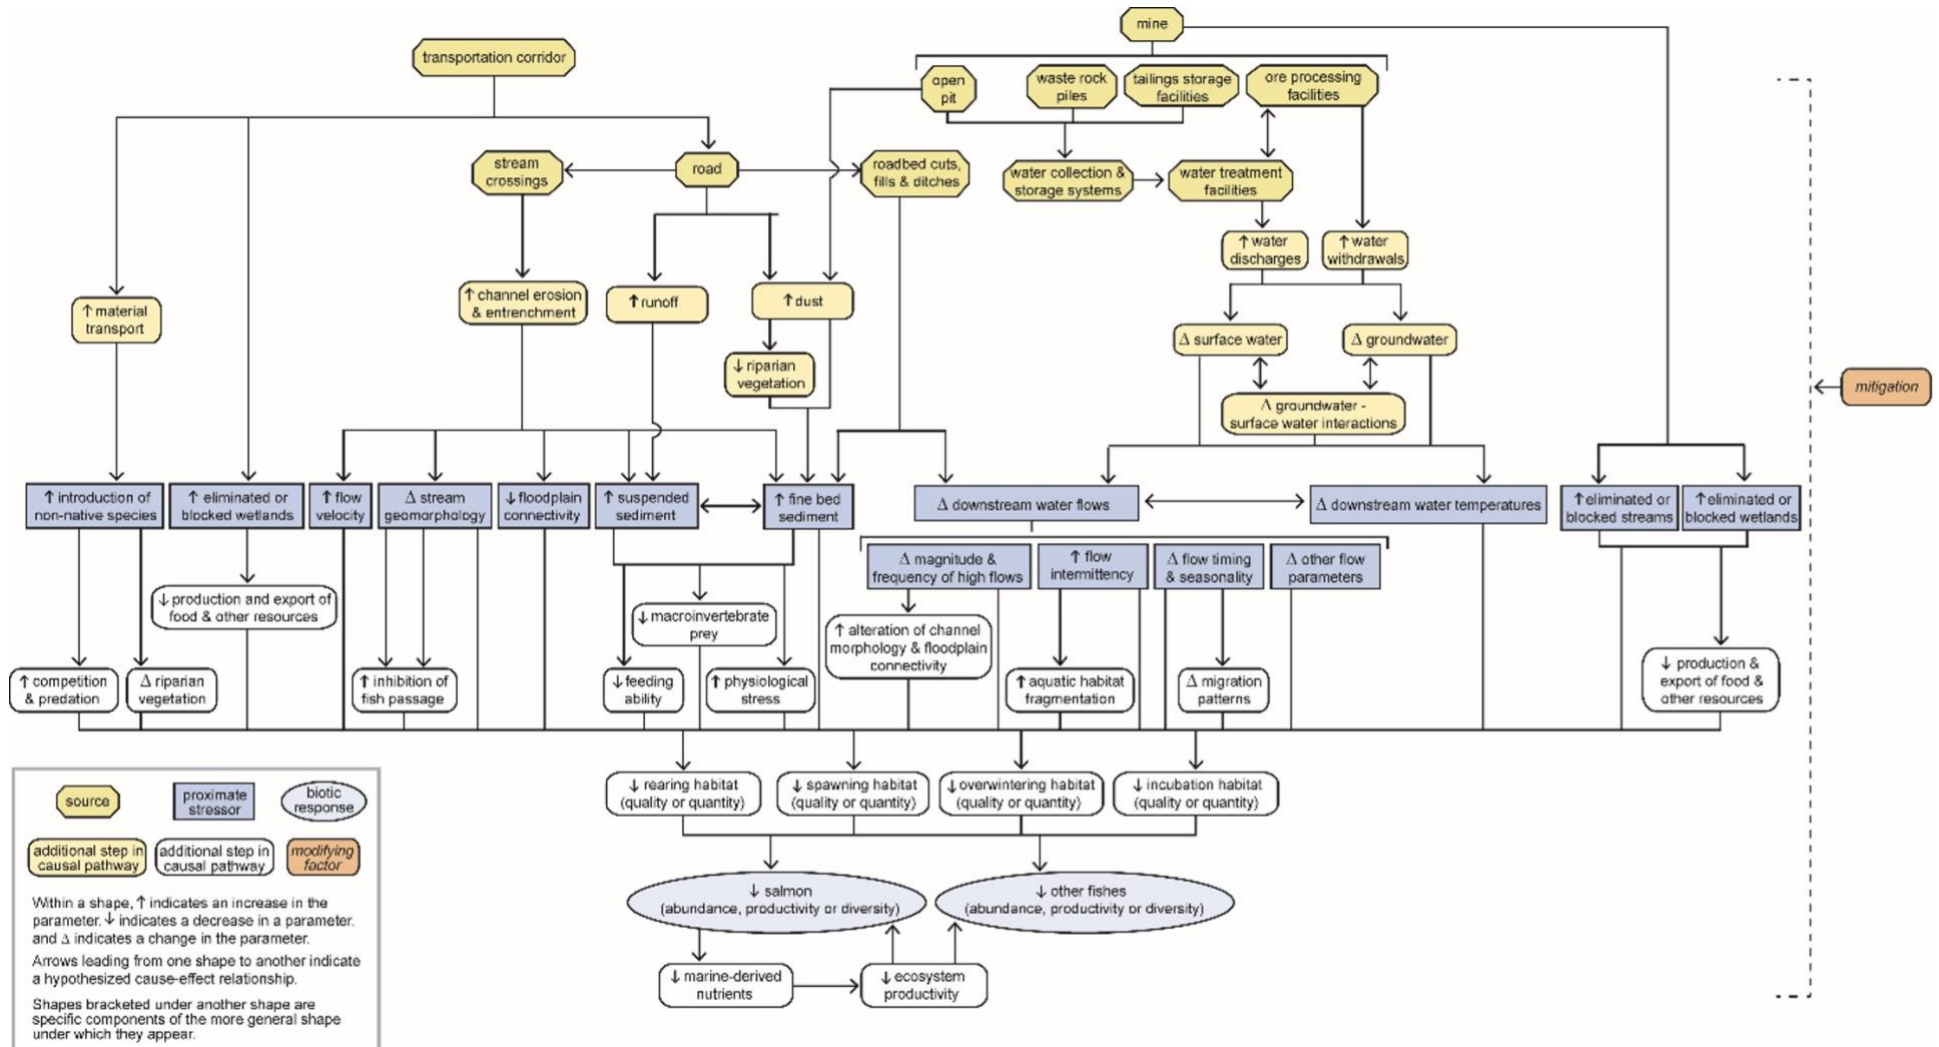 mine
transportation corridor
open
pit
waste rock
piles
tailings storage
facilities
ore processing
facilities
stream
crossings
road
roadbed cuts,
fills & ditches
water collection &
storage systems
water treatment
facilities
↑ water
discharges
↑ water
withdrawals
↑ material
transport
↑ channel erosion
& entrenchment
↑ runoff
↑ dust
↓ riparian
vegetation
Δ surface water
Δ groundwater
Δ groundwater -
surface water interactions
mitigation
↑ introduction of
non-native species
↑ eliminated or
blocked wetlands
↑ flow
velocity
Δ stream
geomorphology
↓ floodplain
connectivity
↑ suspended
sediment
↑ fine bed
sediment
Δ downstream water flows
Δ downstream water temperatures
↑ eliminated or
blocked streams
↑ eliminated or
blocked wetlands
Δ magnitude &
frequency of high flows
↑ flow
intermittency
Δ flow timing
& seasonality
Δ other flow
parameters
↓ production and export of
food & other resources
↓ macroinvertebrate
prey
↑ alteration of channel
morphology & floodplain
connectivity
↑ competition
& predation
Δ riparian
vegetation
↑ inhibition of
fish passage
↓ feeding
ability
↑ physiological
stress
↑ aquatic habitat
fragmentation
Δ migration
patterns
↓ production &
export of food &
other resources
↓ rearing habitat
(quality or quantity)
↓ spawning habitat
(quality or quantity)
↓ overwintering habitat
(quality or quantity)
↓ incubation habitat
(quality or quantity)
↓ salmon
(abundance, productivity or diversity)
↓ other fishes
(abundance, productivity or diversity)
↓ marine-derived
nutrients
↓ ecosystem
productivity
source
proximate
stressor
biotic
response
additional step in
causal pathway
additional step in
causal pathway
modifying
factor
Within a shape, ↑ indicates an increase in the
parameter, ↓ indicates a decrease in a parameter,
and Δ indicates a change in the parameter.
Arrows leading from one shape to another indicate
a hypothesized cause-effect relationship.
Shapes bracketed under another shape are
specific components of the more general shape
under which they appear.